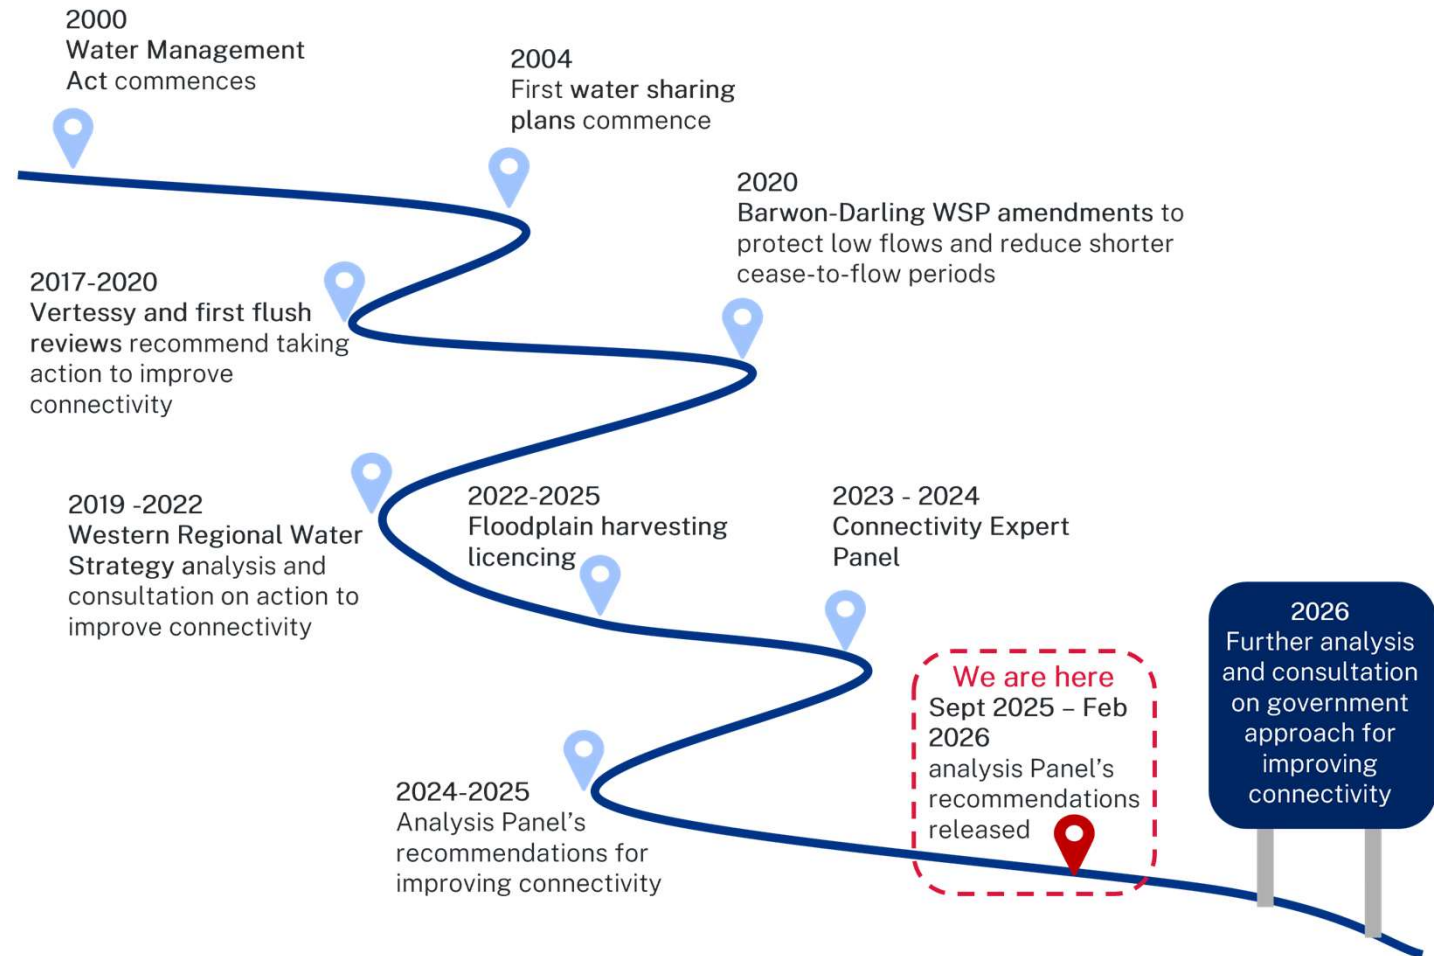 2000
Water Management
Act commences
2004
First water sharing
plans commence
2017-2020
Vertessy and first flush
reviews recommend taking
action to improve
connectivity
2020
Barwon-Darling WSP amendments to
protect low flows and reduce shorter
cease-to-flow periods
2019 -2022
Western Regional Water
Strategy analysis and
consultation on action to
improve connectivity
2022-2025
Floodplain harvesting
licencing
2023 - 2024
Connectivity Expert
Panel
2024-2025
Analysis Panel’s
recommendations for
improving connectivity
We are here
Sept 2025 – Feb
2026
analysis Panel’s
recommendations
released
2026
Further analysis
and consultation
on government
approach for
improving
connectivity